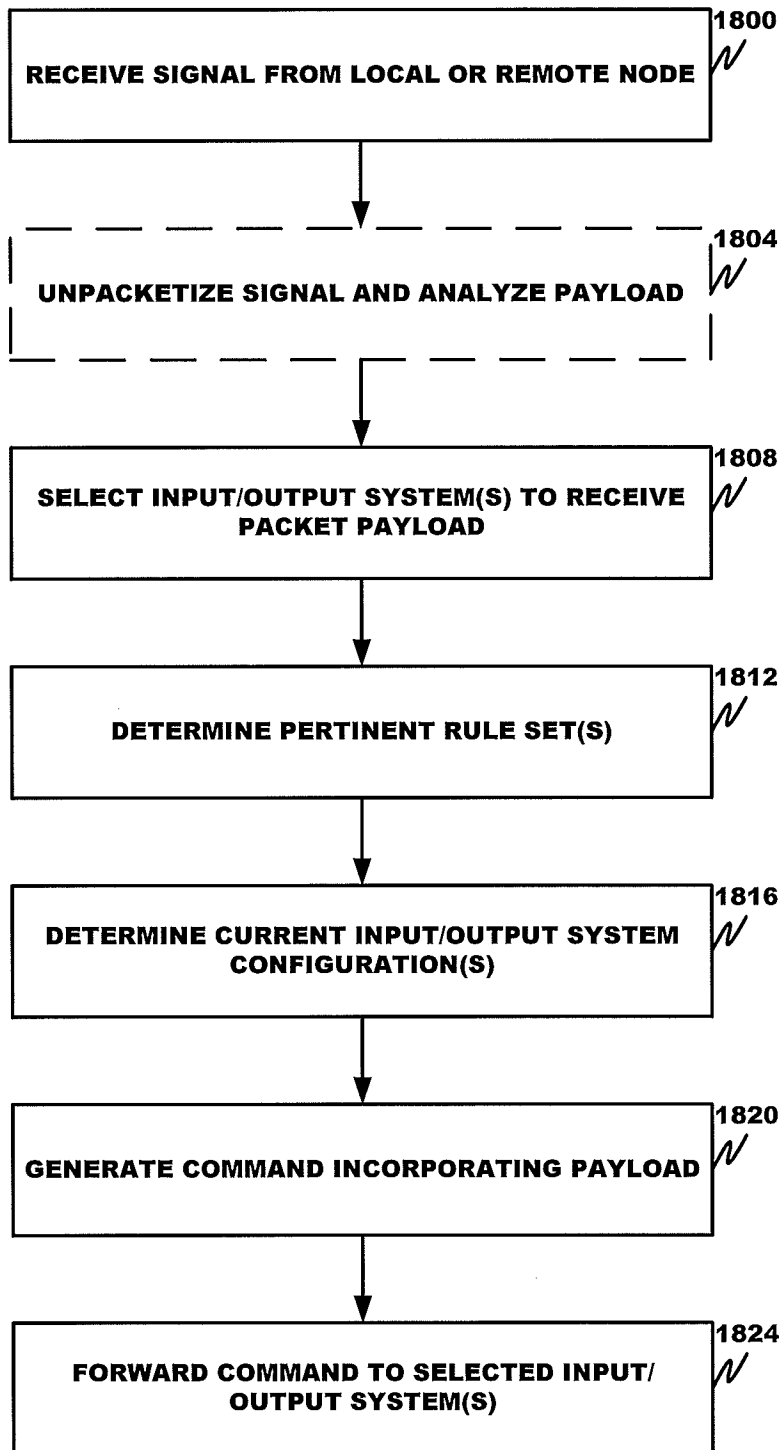 1800
RECEIVE SIGNAL FROM LOCAL OR REMOTE NODE
1804
UNPACKETIZE SIGNAL AND ANALYZE PAYLOAD
1808
SELECT INPUT/OUTPUT SYSTEM(S) TO RECEIVE
PACKET PAYLOAD
1812
DETERMINE PERTINENT RULE SET(S)
1816
DETERMINE CURRENT INPUT/OUTPUT SYSTEM
CONFIGURATION(S)
1820
GENERATE COMMAND INCORPORATING PAYLOAD
1824
FORWARD COMMAND TO SELECTED INPUT/
OUTPUT SYSTEM(S)